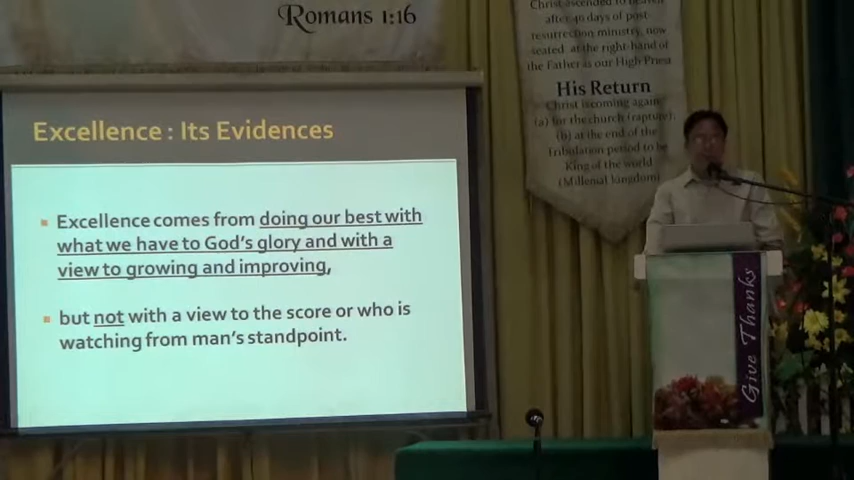 Romans 1:16
Christ ascended to heaven
after 40 days of post
resurrection ministry, now
seated at the right hand of
the Father as our High Priest
His Return
Christ is coming again
(a) for the church (rapture)
(b) at the end of the
Tribulation period to be
king of the world
(Millenial kingdom)
Excellence : Its Evidences
Excellence comes from doing our best with
what we have to God's glory and with a
view to growing and improving,
but not with a view to the score or who is
watching from man's standpoint.
Give Thanks